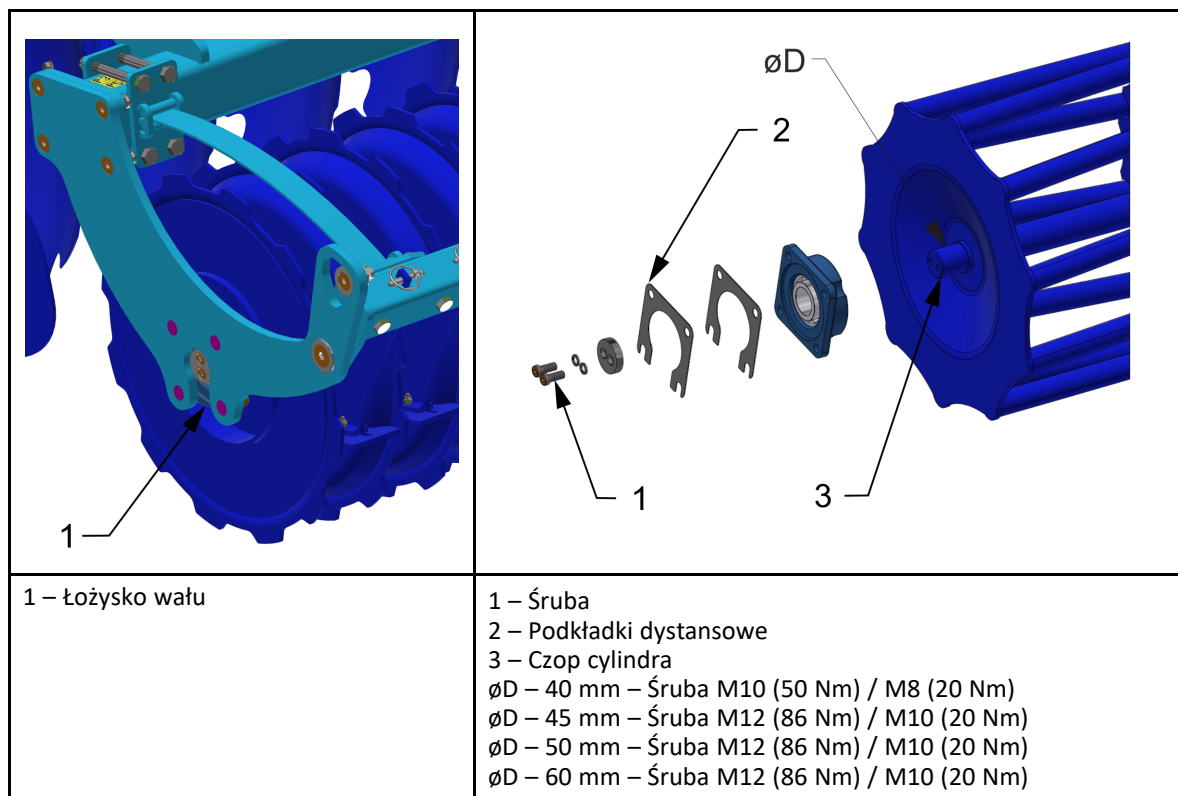 1
øD
2
1
3
1 – Łożysko wału
1 – Śruba
2 – Podkładki dystansowe
3 – Czop cylindra
øD – 40 mm – Śruba M10 (50 Nm) / M8 (20 Nm)
øD – 45 mm – Śruba M12 (86 Nm) / M10 (20 Nm)
øD – 50 mm – Śruba M12 (86 Nm) / M10 (20 Nm)
øD – 60 mm – Śruba M12 (86 Nm) / M10 (20 Nm)